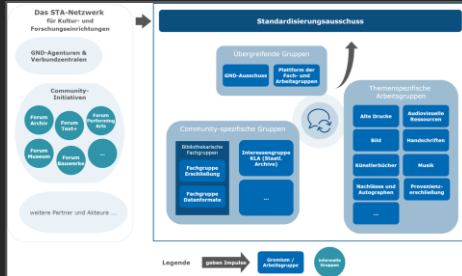 Das STA-Netzwerk
für Kultur- und
Forschungseinrichtungen
GND-Agenturen &
Verbundzentralen
Community-
Initiativen
Forum
Archiv
Forum
Text+
Forum
Performing
Arts
Forum
Museum
Forum
Bauwerke
...
weitere Partner und Akteure ...
Standardisierungsausschuss
Übergreifende Gruppen
GND-Ausschuss
Plattform der
Fach- und
Arbeitsgruppen
Community-spezifische Gruppen
Bibliothekarische
Fachgruppen
Fachgruppe
Erschließung
Fachgruppe
Datenformate
Interessengruppe
KLA (Staatl.
Archive)
...
Themenspezifische
Arbeitsgruppen
Alte Drucke
Audiovisuelle
Ressourcen
Bild
Handschriften
Künstlerbücher
Musik
Nachlässe und
Autographen
Provenienz-
erschließung
...
Legende
geben Impulse
Gremium /
Arbeitsgruppe
Informelle
Gruppen